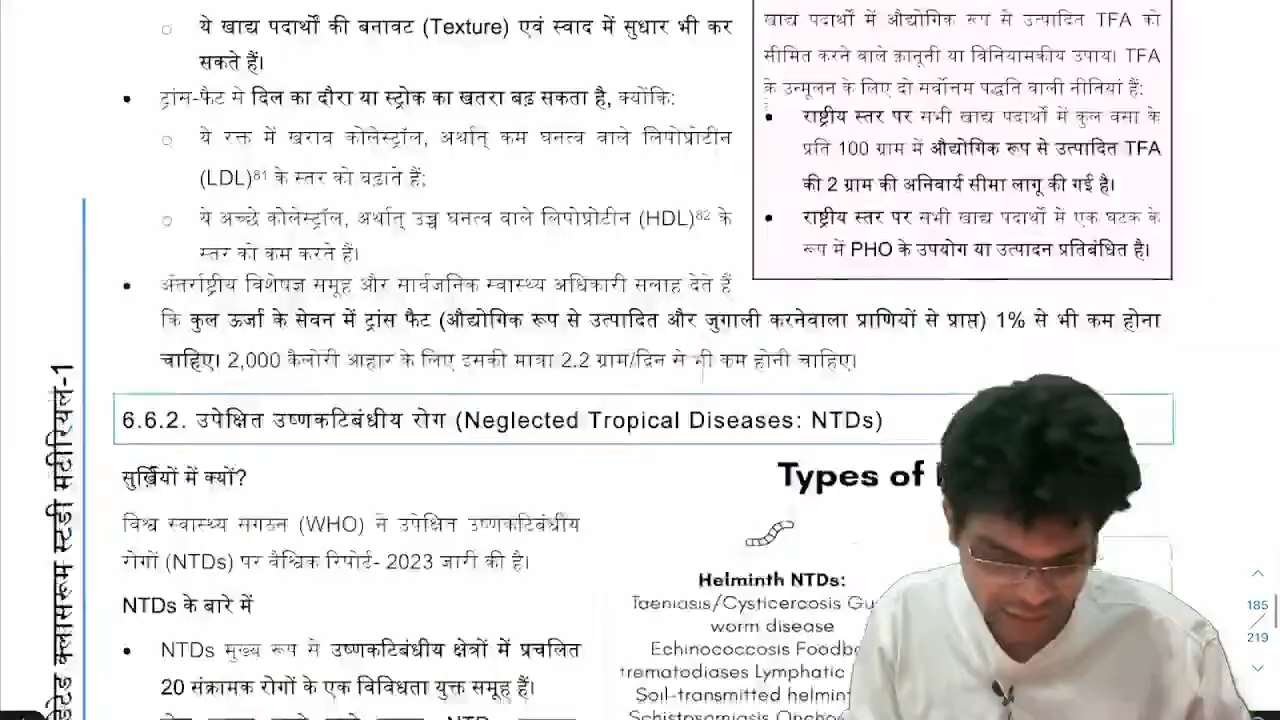 ○ ये खाद्य पदार्थों की बनावट (Texture) एवं स्वाद में सुधार भी कर
सकते हैं।
• ट्रांस-फैट से दिल का दौरा या स्ट्रोक का खतरा बढ़ सकता है, क्योंकि:
○ ये रक्त में खराब कोलेस्ट्रॉल, अर्थात् कम घनत्व वाले लिपोप्रोटीन
(LDL)⁸¹ के स्तर को बढ़ाते हैं;
○ ये अच्छे कोलेस्ट्रॉल, अर्थात् उच्च घनत्व वाले लिपोप्रोटीन (HDL)⁸² के
स्तर को कम करते हैं।
• अंतर्राष्ट्रीय विशेषज्ञ समूह और सार्वजनिक स्वास्थ्य अधिकारी सलाह देते हैं
कि कुल ऊर्जा के सेवन में ट्रांस फैट (औद्योगिक रूप से उत्पादित और जुगाली करनेवाला प्राणियों से प्राप्त) 1% से भी कम होना
चाहिए। 2,000 कैलोरी आहार के लिए इसकी मात्रा 2.2 ग्राम/दिन से भी कम होनी चाहिए।
खाद्य पदार्थों में औद्योगिक रूप से उत्पादित TFA को
सीमित करने वाले क़ानूनी या विनियामकीय उपाय। TFA
के उन्मूलन के लिए दो सर्वोत्तम पद्धति वाली नीतियां हैं:
• राष्ट्रीय स्तर पर सभी खाद्य पदार्थों में कुल वसा के
प्रति 100 ग्राम में औद्योगिक रूप से उत्पादित TFA
की 2 ग्राम की अनिवार्य सीमा लागू की गई है।
• राष्ट्रीय स्तर पर सभी खाद्य पदार्थों में एक घटक के
रूप में PHO के उपयोग या उत्पादन प्रतिबंधित है।
6.6.2. उपेक्षित उष्णकटिबंधीय रोग (Neglected Tropical Diseases: NTDs)
सुर्ख़ियों में क्यों?
विश्व स्वास्थ्य संगठन (WHO) ने उपेक्षित उष्णकटिबंधीय
रोगों (NTDs) पर वैश्विक रिपोर्ट- 2023 जारी की है।
NTDs के बारे में
• NTDs मुख्य रूप से उष्णकटिबंधीय क्षेत्रों में प्रचलित
20 संक्रामक रोगों के एक विविधता युक्त समूह हैं।
Types of
Helminth NTDs:
Taeniasis/Cysticercosis Gu
worm disease
Echinococcosis Foodb
trematodiases Lymphatic
Soil-transmitted helmin
Schistosomiasis Oncho
क्लासरूम स्टडी मटीरियल-1
185
219